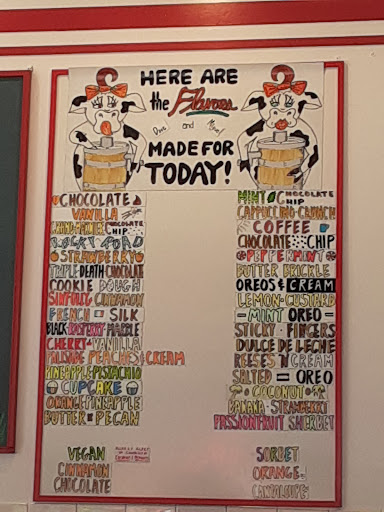 HERE ARE
the Flavors
Dave and
MADE FOR
TODAY!
CHOCOLATE
VANILLA
CHIP
ROCKY ROAD
STRAWBERRY
TRIPLE-DEATH-CHOCOLATE
COOKIE DOUGH
SINFULLY CINNAMON
FRENCH SILK
BLACK-RASPBERRY MARBLE
CHERRY-VANILLA
PALISADE PEACHES & CREAM
PINEAPPLE PISTACHIO
CUPCAKE
ORANGE-PINEAPPLE
BUTTER PECAN
VEGAN
CINNAMON
CHOCOLATE
MINT CHOCOLATE CHIP
CAPPUCCINO-CRUNCH
COFFEE
CHOCOLATE CHIP
PEPPERMINT
BUTTER BRICKLE
OREOS & CREAM
LEMON-CUSTARD
MINT OREO
STICKY - FINGERS
DULCE DE LECHE
REESE'S N CREAM
SALTED OREO
COCONUT
BANANA STRAWBERRY
PASSIONFRUIT SHERBET
SORBET
ORANGE
CANTALOUPE